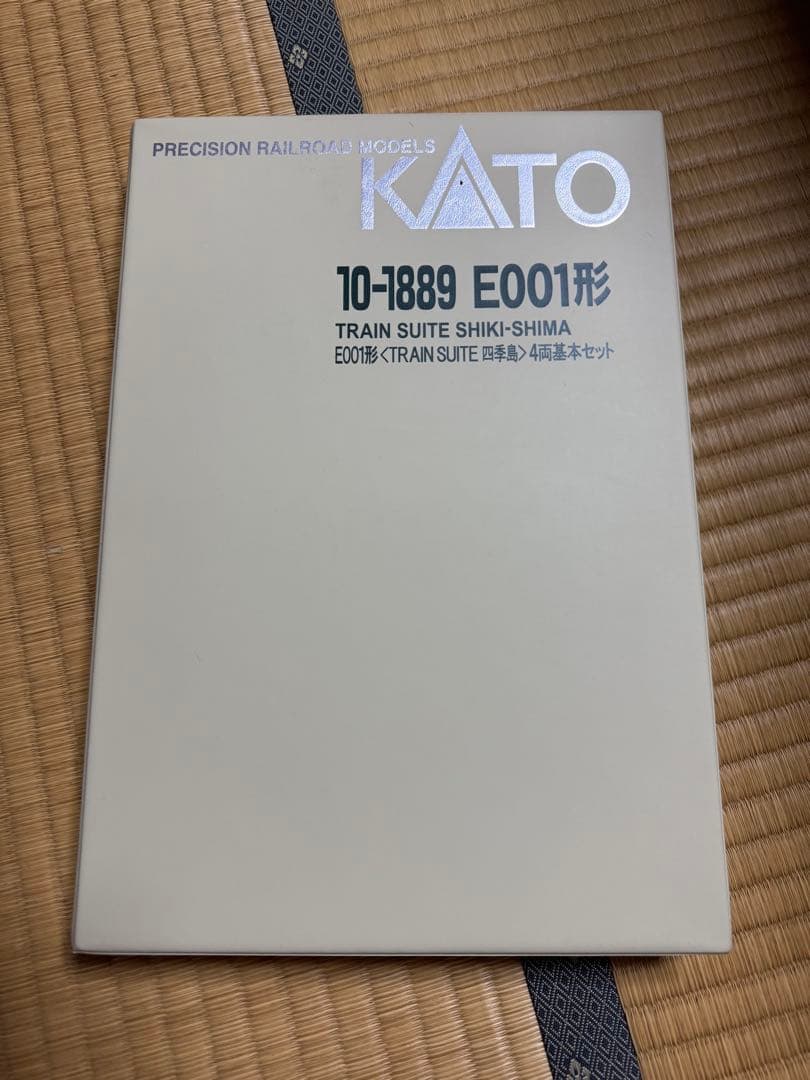 PRECISION RAILROAD MODELS
KATO
10-1889 E001形
TRAIN SUITE SHIKI-SHIMA
E001形〈TRAIN SUITE 四季島〉4両基本セット